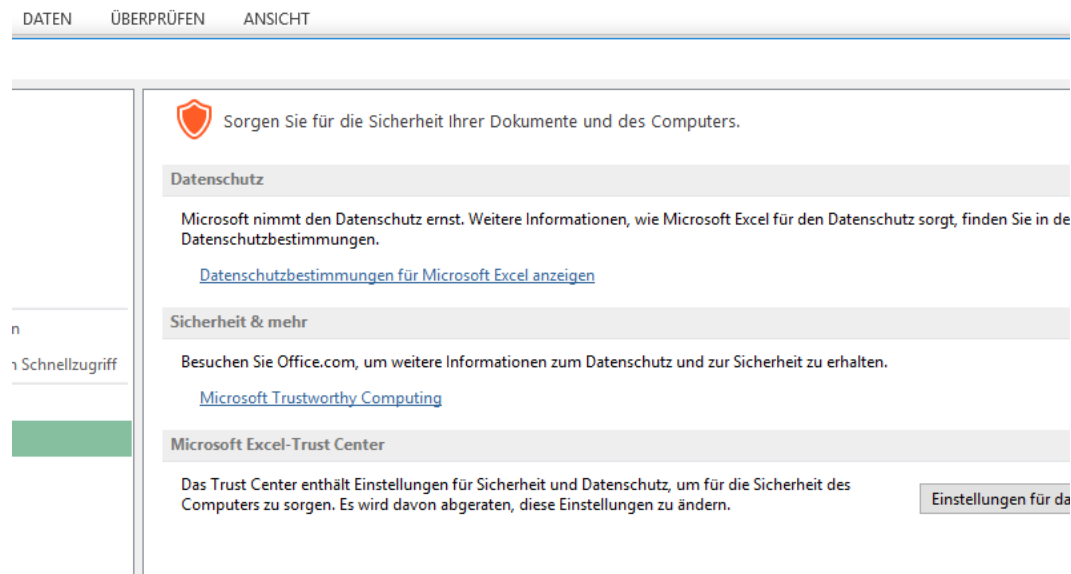 DATEN ÜBERPRÜFEN ANSICHT
Sorgen Sie für die Sicherheit Ihrer Dokumente und des Computers.
Datenschutz
Microsoft nimmt den Datenschutz ernst. Weitere Informationen, wie Microsoft Excel für den Datenschutz sorgt, finden Sie in de
Datenschutzbestimmungen.
Datenschutzbestimmungen für Microsoft Excel anzeigen
Sicherheit & mehr
n
Besuchen Sie Office.com, um weitere Informationen zum Datenschutz und zur Sicherheit zu erhalten.
n Schnellzugriff
Microsoft Trustworthy Computing
Microsoft Excel-Trust Center
Das Trust Center enthält Einstellungen für Sicherheit und Datenschutz, um für die Sicherheit des
Computers zu sorgen. Es wird davon abgeraten, diese Einstellungen zu ändern.
Einstellungen für da